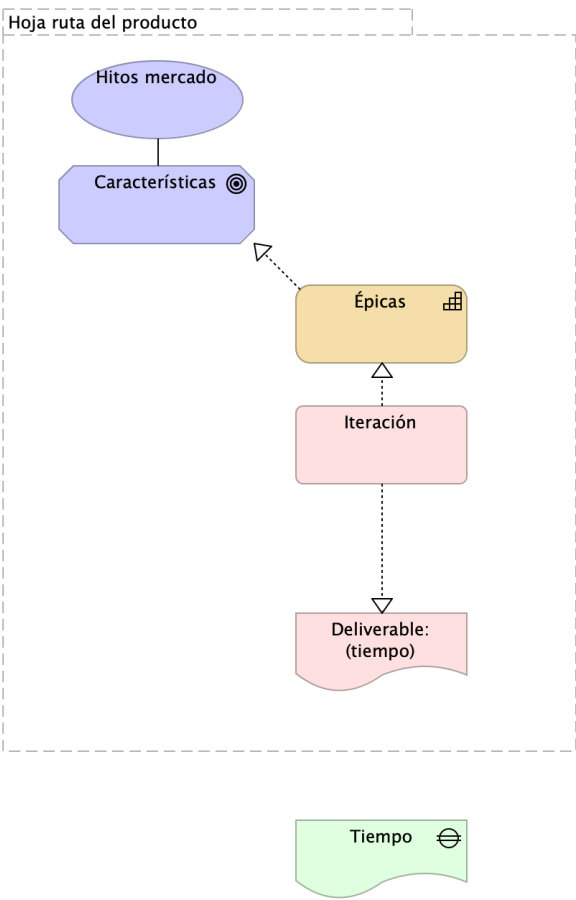 Hoja ruta del producto
Hitos mercado
Características
Épicas
Iteración
Deliverable:
(tiempo)
Tiempo